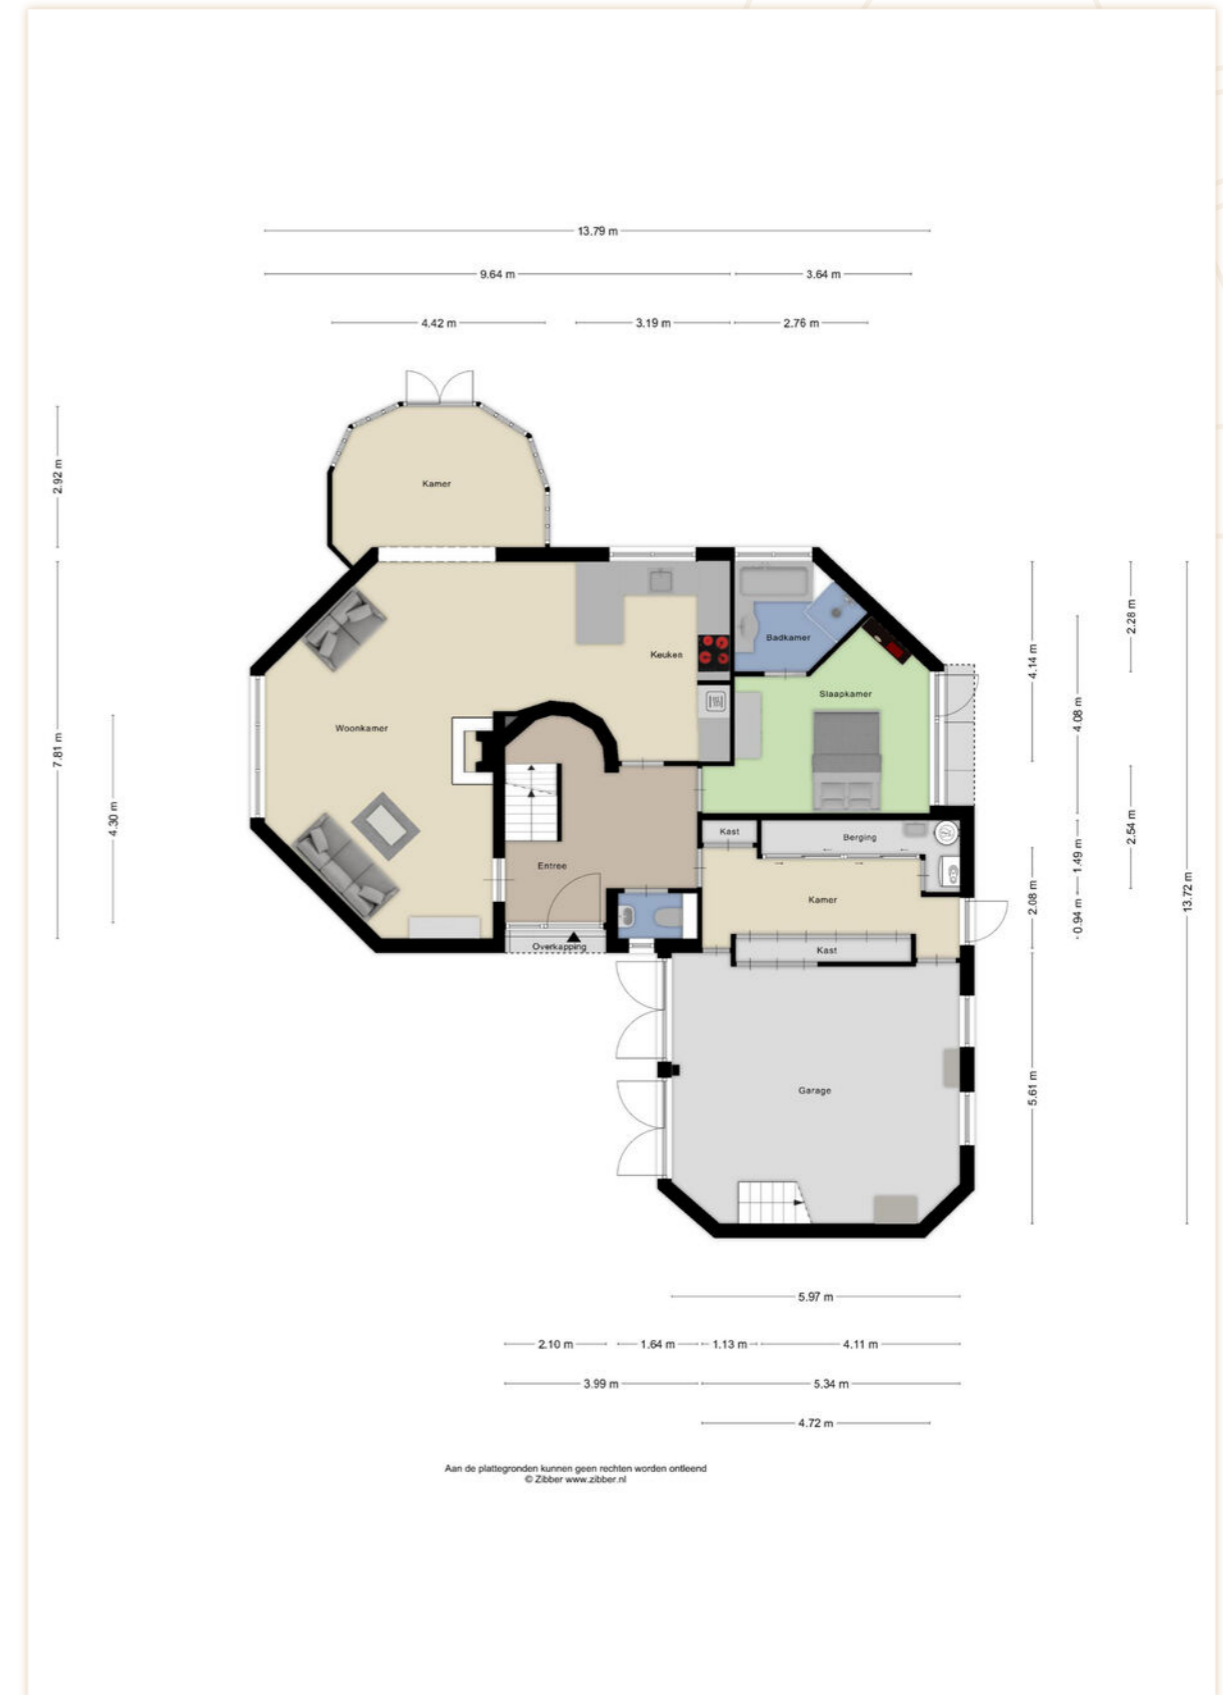 13.79 m
9.64 m
3.64 m
4.42 m
3.19 m
2.76 m
2.92 m
Kamer
7.81 m
4.30 m
Woonkamer
Keuken
Badkamer
Slaapkamer
4.14 m
4.08 m
2.28 m
2.54 m
13.72 m
Kast
Berging
1.49 m
Entree
Kamer
2.08 m
0.94 m
Overkapping
Kast
Garage
5.61 m
5.97 m
2.10 m
1.64 m
1.13 m
4.11 m
3.99 m
5.34 m
4.72 m
Aan de plattegronden kunnen geen rechten worden ontleend
© Zibber www.zibber.nl